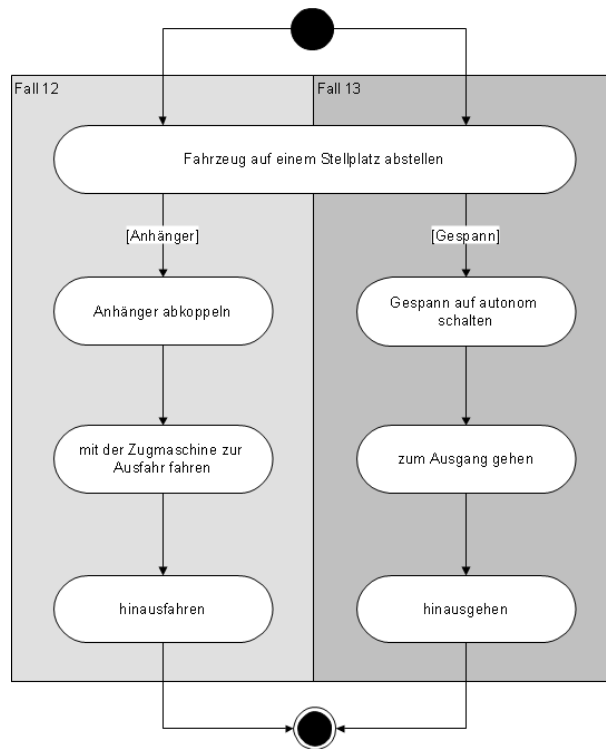 Fall 12
Fall 13
Fahrzeug auf einem Stellplatz abstellen
[Anhänger]
[Gespann]
Anhänger abkoppeln
Gespann auf autonom
schalten
mit der Zugmaschine zur
Ausfahr fahren
zum Ausgang gehen
hinausfahren
hinausgehen